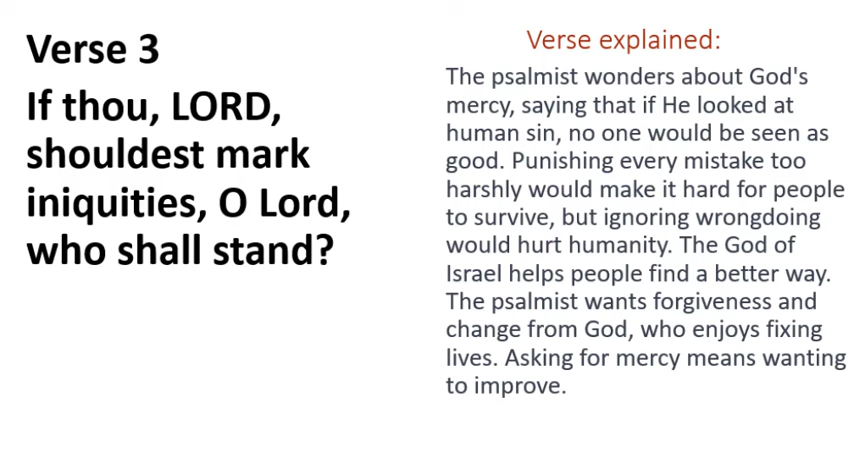 Verse 3
If thou, LORD,
shouldest mark
iniquities, O Lord,
who shall stand?
Verse explained:
The psalmist wonders about God's
mercy, saying that if He looked at
human sin, no one would be seen as
good. Punishing every mistake too
harshly would make it hard for people
to survive, but ignoring wrongdoing
would hurt humanity. The God of
Israel helps people find a better way.
The psalmist wants forgiveness and
change from God, who enjoys fixing
lives. Asking for mercy means wanting
to improve.